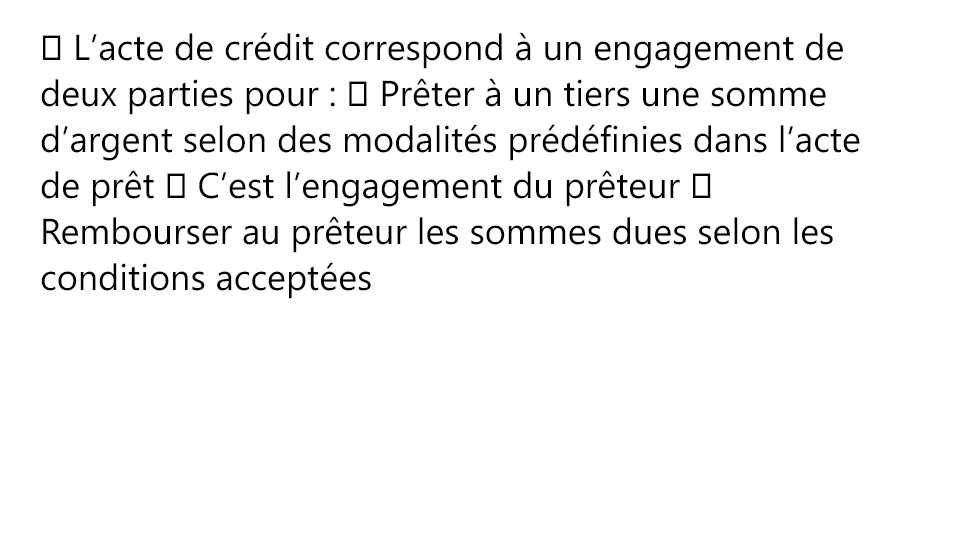 ▯ L’acte de crédit correspond à un engagement de
deux parties pour : ▯ Prêter à un tiers une somme
d’argent selon des modalités prédéfinies dans l’acte
de prêt ▯ C’est l’engagement du prêteur ▯
Rembourser au prêteur les sommes dues selon les
conditions acceptées